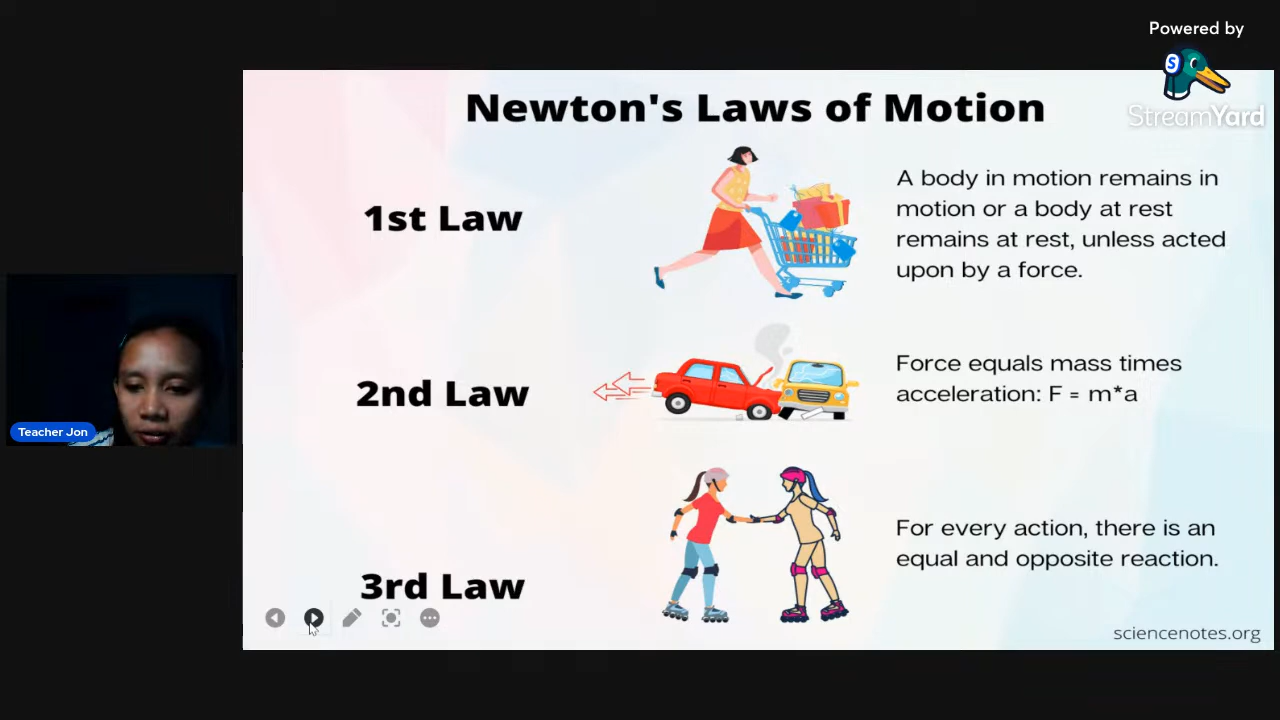 Powered by
S
StreamYard
Newton's Laws of Motion
1st Law
A body in motion remains in
motion or a body at rest
remains at rest, unless acted
upon by a force.
2nd Law
Force equals mass times
acceleration: F = m*a
3rd Law
For every action, there is an
equal and opposite reaction.
sciencenotes.org
Teacher Jon